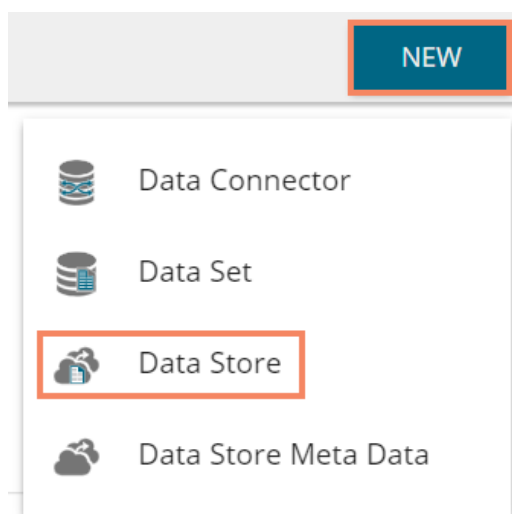 NEW
Data Connector
Data Set
Data Store
Data Store Meta Data